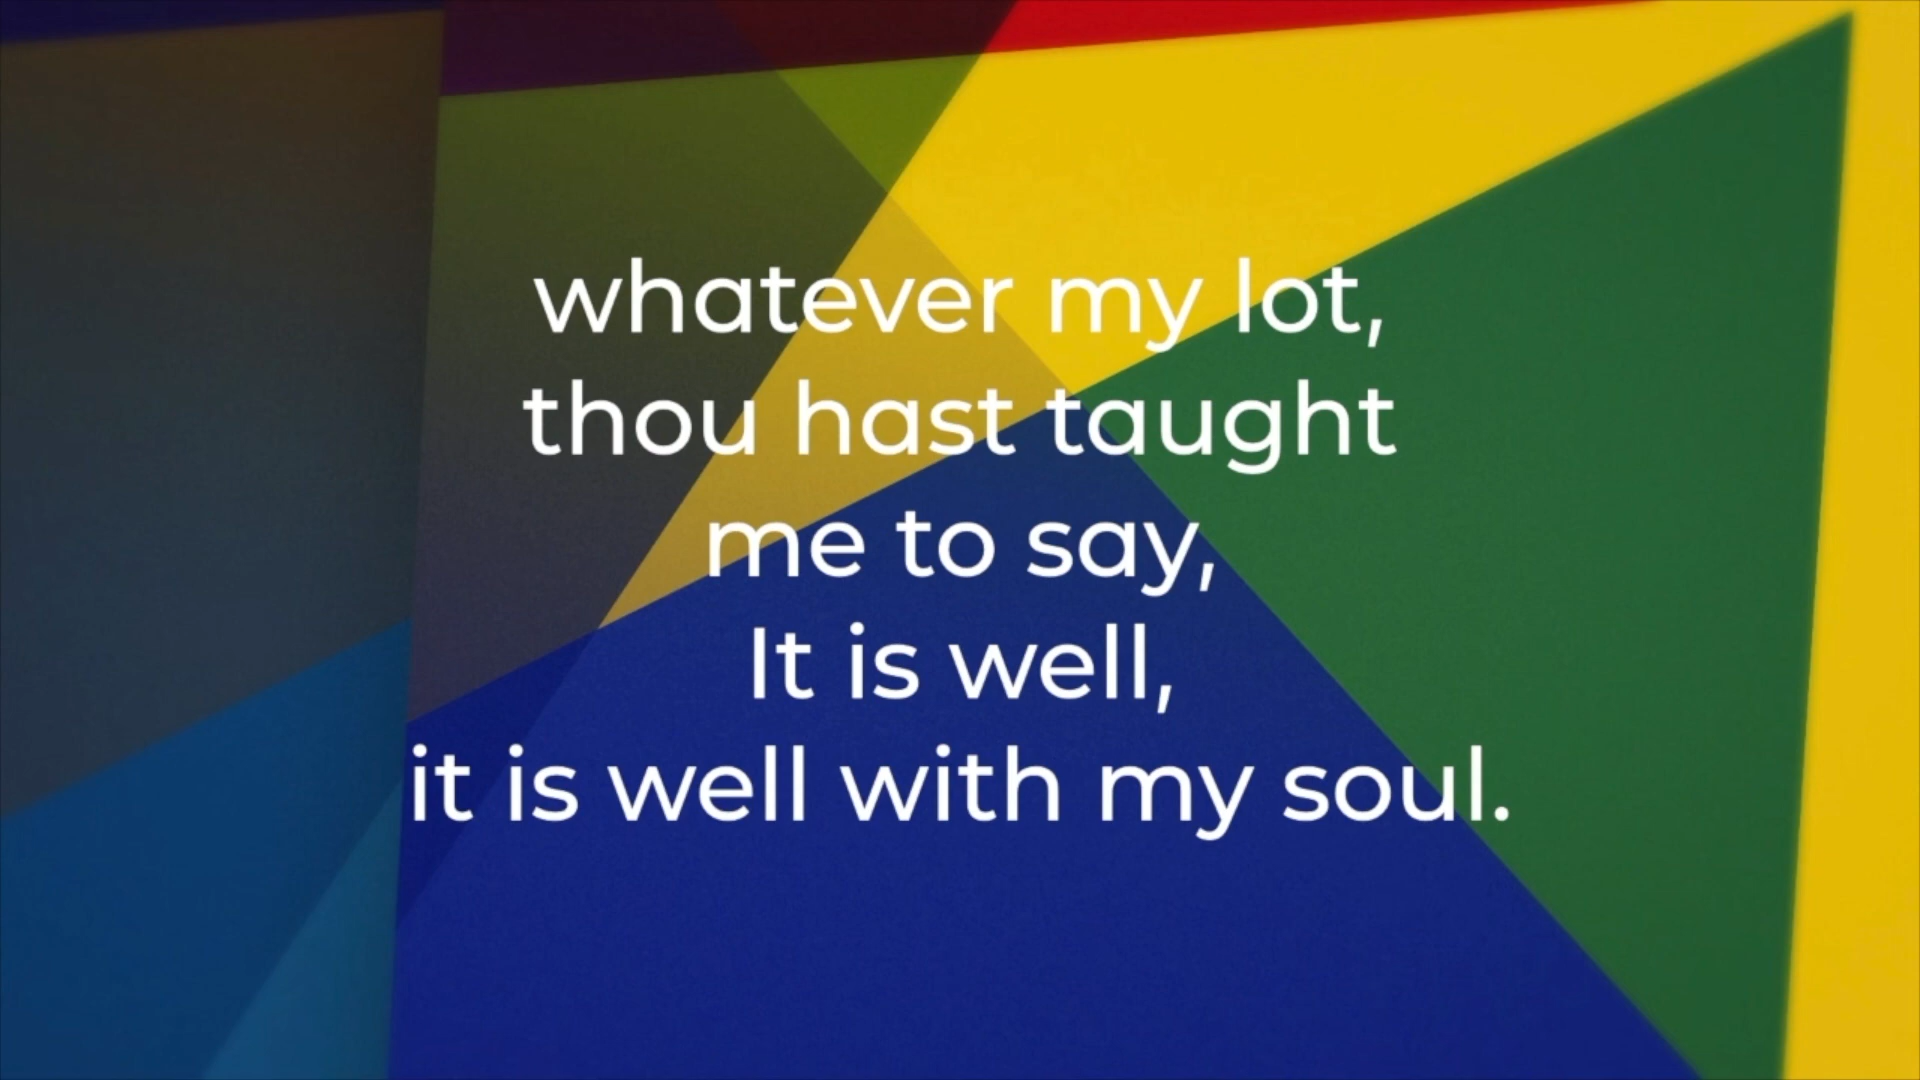 whatever my lot,
thou hast taught
me to say,
It is well,
it is well with my soul.